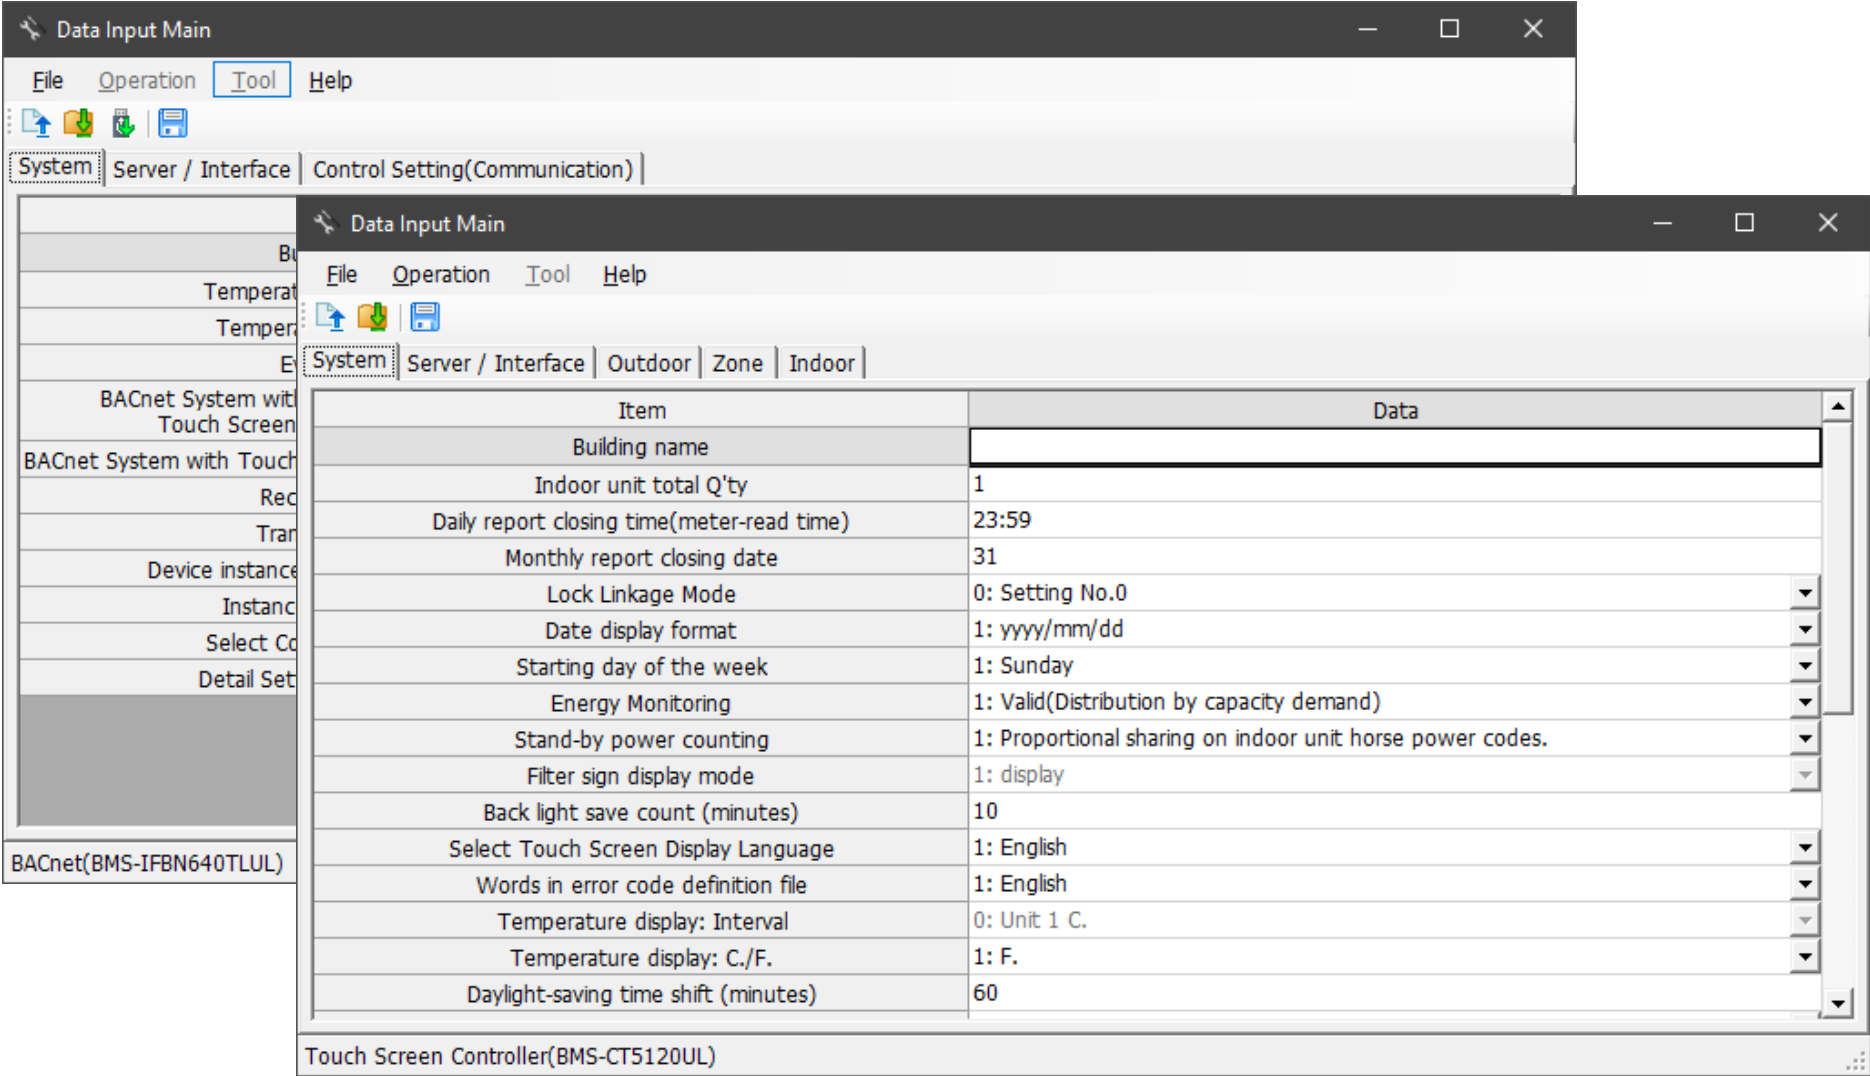 Data Input Main
File Operation Tool Help
System Server / Interface Control Setting(Communication)
Temperat
Temper
BACnet System wit
Touch Screen
BACnet System with Touch
Rec
Tran
Device instance
Instanc
Select Co
Detail Set
BACnet(BMS-IFBN640TLUL)
Data Input Main
File Operation Tool Help
System Server / Interface Outdoor Zone Indoor
Item Data
Building name
Indoor unit total Q'ty 1
Daily report closing time(meter-read time) 23:59
Monthly report closing date 31
Lock Linkage Mode 0: Setting No.0
Date display format 1: yyyy/mm/dd
Starting day of the week 1: Sunday
Energy Monitoring 1: Valid(Distribution by capacity demand)
Stand-by power counting 1: Proportional sharing on indoor unit horse power codes.
Filter sign display mode 1: display
Back light save count (minutes) 10
Select Touch Screen Display Language 1: English
Words in error code definition file 1: English
Temperature display: Interval 0: Unit 1 C.
Temperature display: C./F. 1: F.
Daylight-saving time shift (minutes) 60
Touch Screen Controller(BMS-CT5120UL)